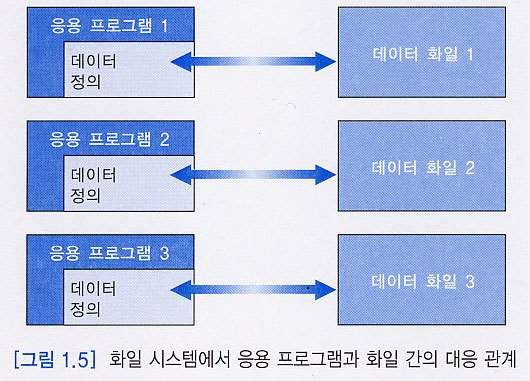 응용 프로그램 1
데이터
정의
데이터 화일 1
응용 프로그램 2
데이터
정의
데이터 화일 2
응용 프로그램 3
데이터
정의
데이터 화일 3
[그림 1.5] 화일 시스템에서 응용 프로그램과 화일 간의 대응 관계